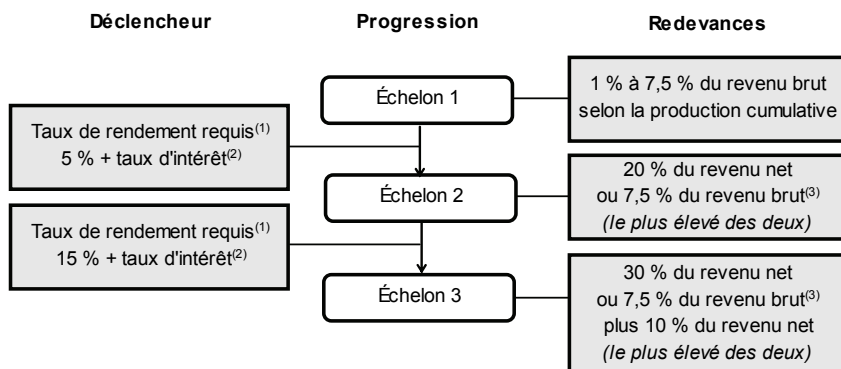 Déclencheur
Progression
Redevances
Échelon 1
1 % à 7,5 % du revenu brut
selon la production cumulative
Taux de rendement requis(1)
5 % + taux d'intérêt(2)
Échelon 2
20 % du revenu net
ou 7,5 % du revenu brut(3)
(le plus élevé des deux)
Taux de rendement requis(1)
15 % + taux d'intérêt(2)
Échelon 3
30 % du revenu net
ou 7,5 % du revenu brut(3)
plus 10 % du revenu net
(le plus élevé des deux)